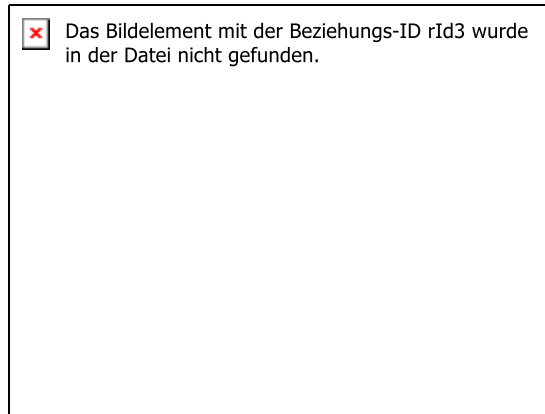 Das Bildelement mit der Beziehungs-ID rId3 wurde
in der Datei nicht gefunden.